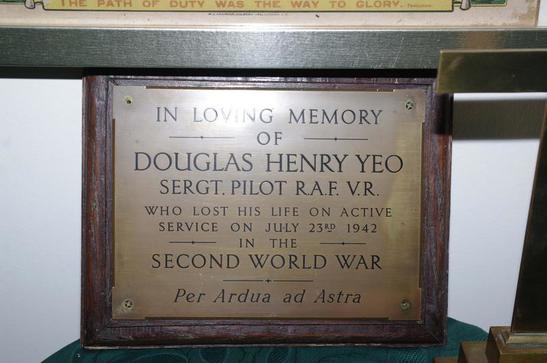 THE PATH OF DUTY WAS THE WAY TO GLORY. Tennyson.
IN LOVING MEMORY
OF
DOUGLAS HENRY YEO
SERGT. PILOT R.A.F. V.R.
WHO LOST HIS LIFE ON ACTIVE
SERVICE ON JULY 23RD 1942
IN THE
SECOND WORLD WAR
Per Ardua ad Astra